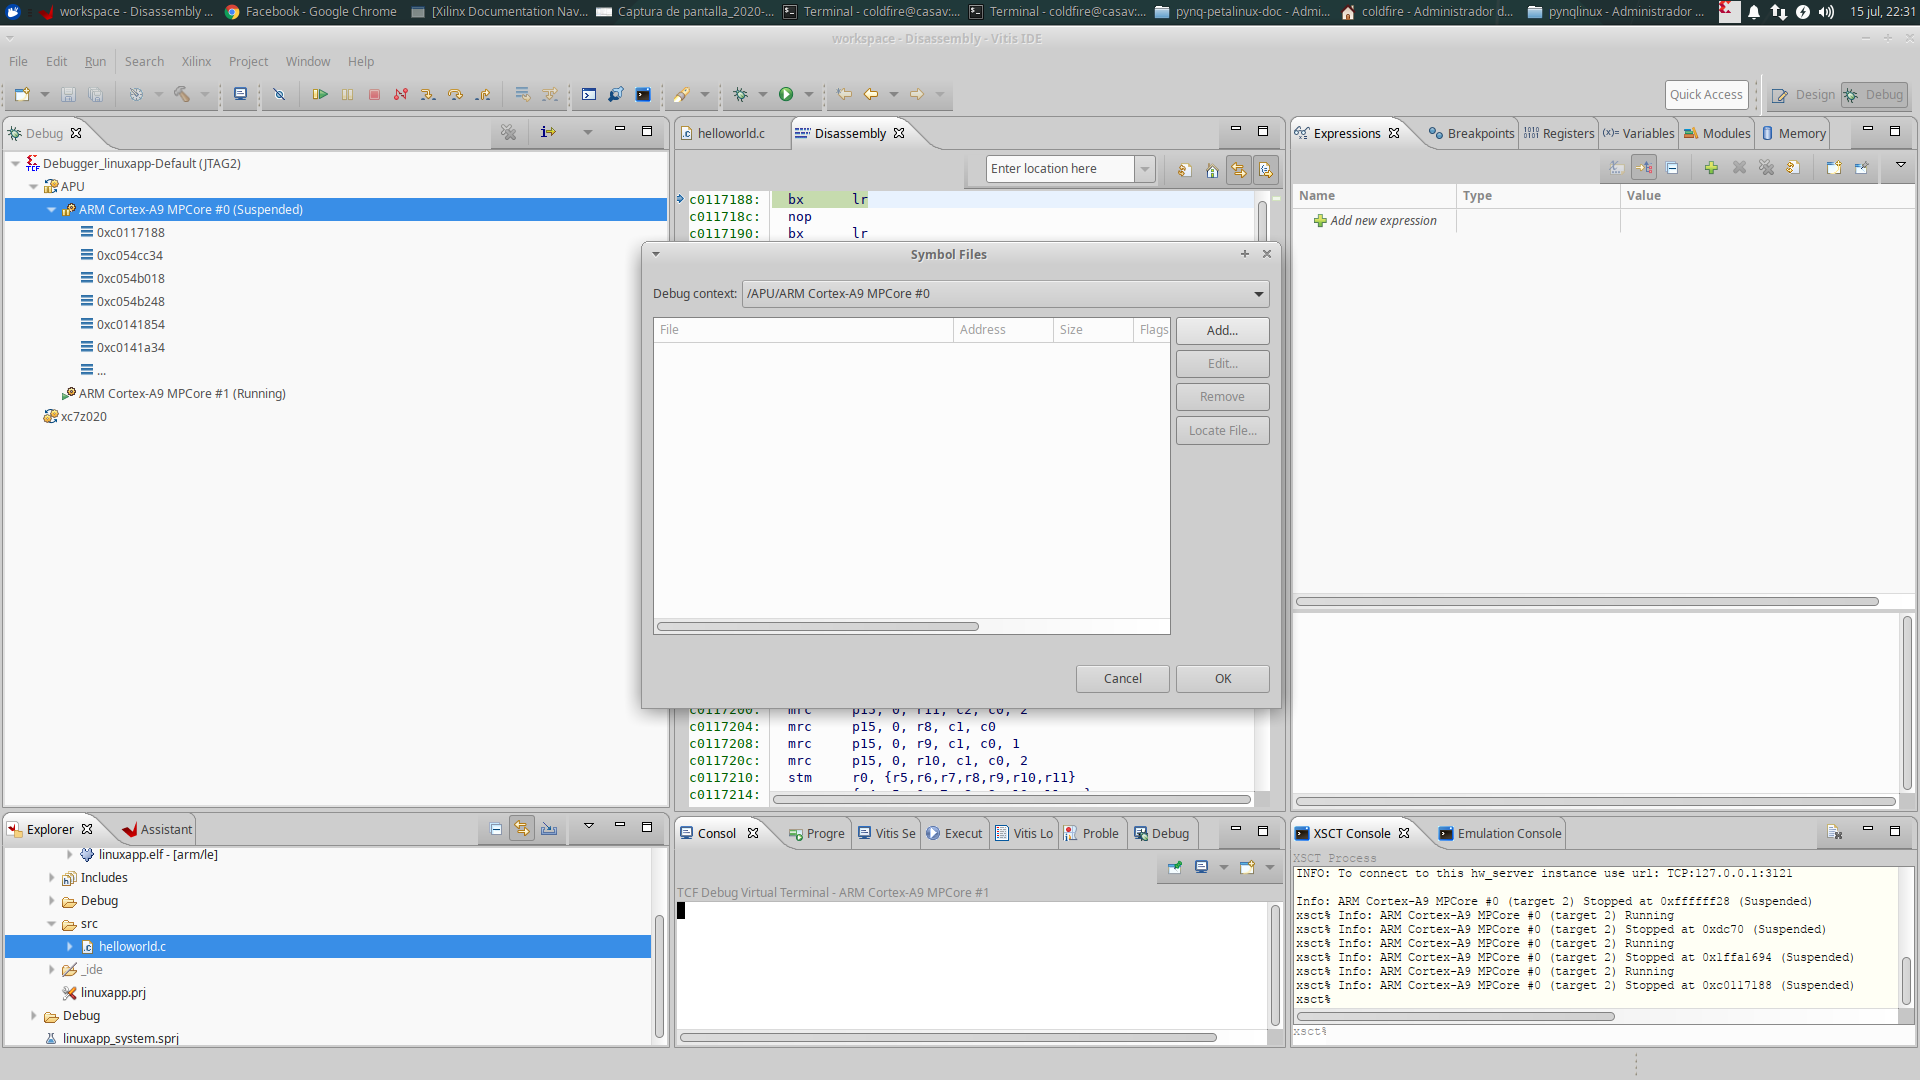 workspace - Disassembly ...
Facebook - Google Chrome
[Xilinx Documentation Nav...
Captura de pantalla_2020-...
Terminal - coldfire@casav:...
Terminal - coldfire@casav:...
pynq-petalinux-doc - Admi...
coldfire - Administrador d...
pynqlinux - Administrador ...
15 jul, 22:31
workspace - Disassembly - Vitis IDE
File Edit Run Search Xilinx Project Window Help
Quick Access
Design
Debug
Debug
Debugger_linuxapp-Default (JTAG2)
APU
ARM Cortex-A9 MPCore #0 (Suspended)
0xc0117188
0xc054cc34
0xc054b018
0xc054b248
0xc0141854
0xc0141a34
...
ARM Cortex-A9 MPCore #1 (Running)
xc7z020
helloworld.c
Disassembly
Enter location here
c0117188: bx lr
c011718c: nop
c0117190: bx lr
Symbol Files
Debug context: /APU/ARM Cortex-A9 MPCore #0
File Address Size Flags
Add...
Edit...
Remove
Locate File...
Cancel
OK
c0117200: mrc p15, 0, r11, c2, c0, 2
c0117204: mrc p15, 0, r8, c1, c0
c0117208: mrc p15, 0, r9, c1, c0, 1
c011720c: mrc p15, 0, r10, c1, c0, 2
c0117210: stm r0, {r5,r6,r7,r8,r9,r10,r11}
c0117214:
Expressions
Breakpoints
Registers
(x)= Variables
Modules
Memory
Name Type Value
Add new expression
Explorer
Assistant
linuxapp.elf - [arm/le]
Includes
Debug
src
helloworld.c
_ide
linuxapp.prj
Debug
linuxapp_system.sprj
Consol
Progre
Vitis Se
Execut
Vitis Lo
Proble
Debug
TCF Debug Virtual Terminal - ARM Cortex-A9 MPCore #1
XSCT Console
Emulation Console
XSCT Process
INFO: To connect to this hw_server instance use url: TCP:127.0.0.1:3121
Info: ARM Cortex-A9 MPCore #0 (target 2) Stopped at 0xffffff28 (Suspended)
xsct% Info: ARM Cortex-A9 MPCore #0 (target 2) Running
xsct% Info: ARM Cortex-A9 MPCore #0 (target 2) Stopped at 0xdc70 (Suspended)
xsct% Info: ARM Cortex-A9 MPCore #0 (target 2) Running
xsct% Info: ARM Cortex-A9 MPCore #0 (target 2) Stopped at 0x1ffa1694 (Suspended)
xsct% Info: ARM Cortex-A9 MPCore #0 (target 2) Running
xsct% Info: ARM Cortex-A9 MPCore #0 (target 2) Stopped at 0xc0117188 (Suspended)
xsct%
xsct%